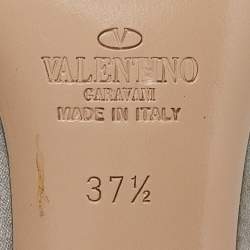 VALENTINO
GARAVANI
MADE IN ITALY
37½